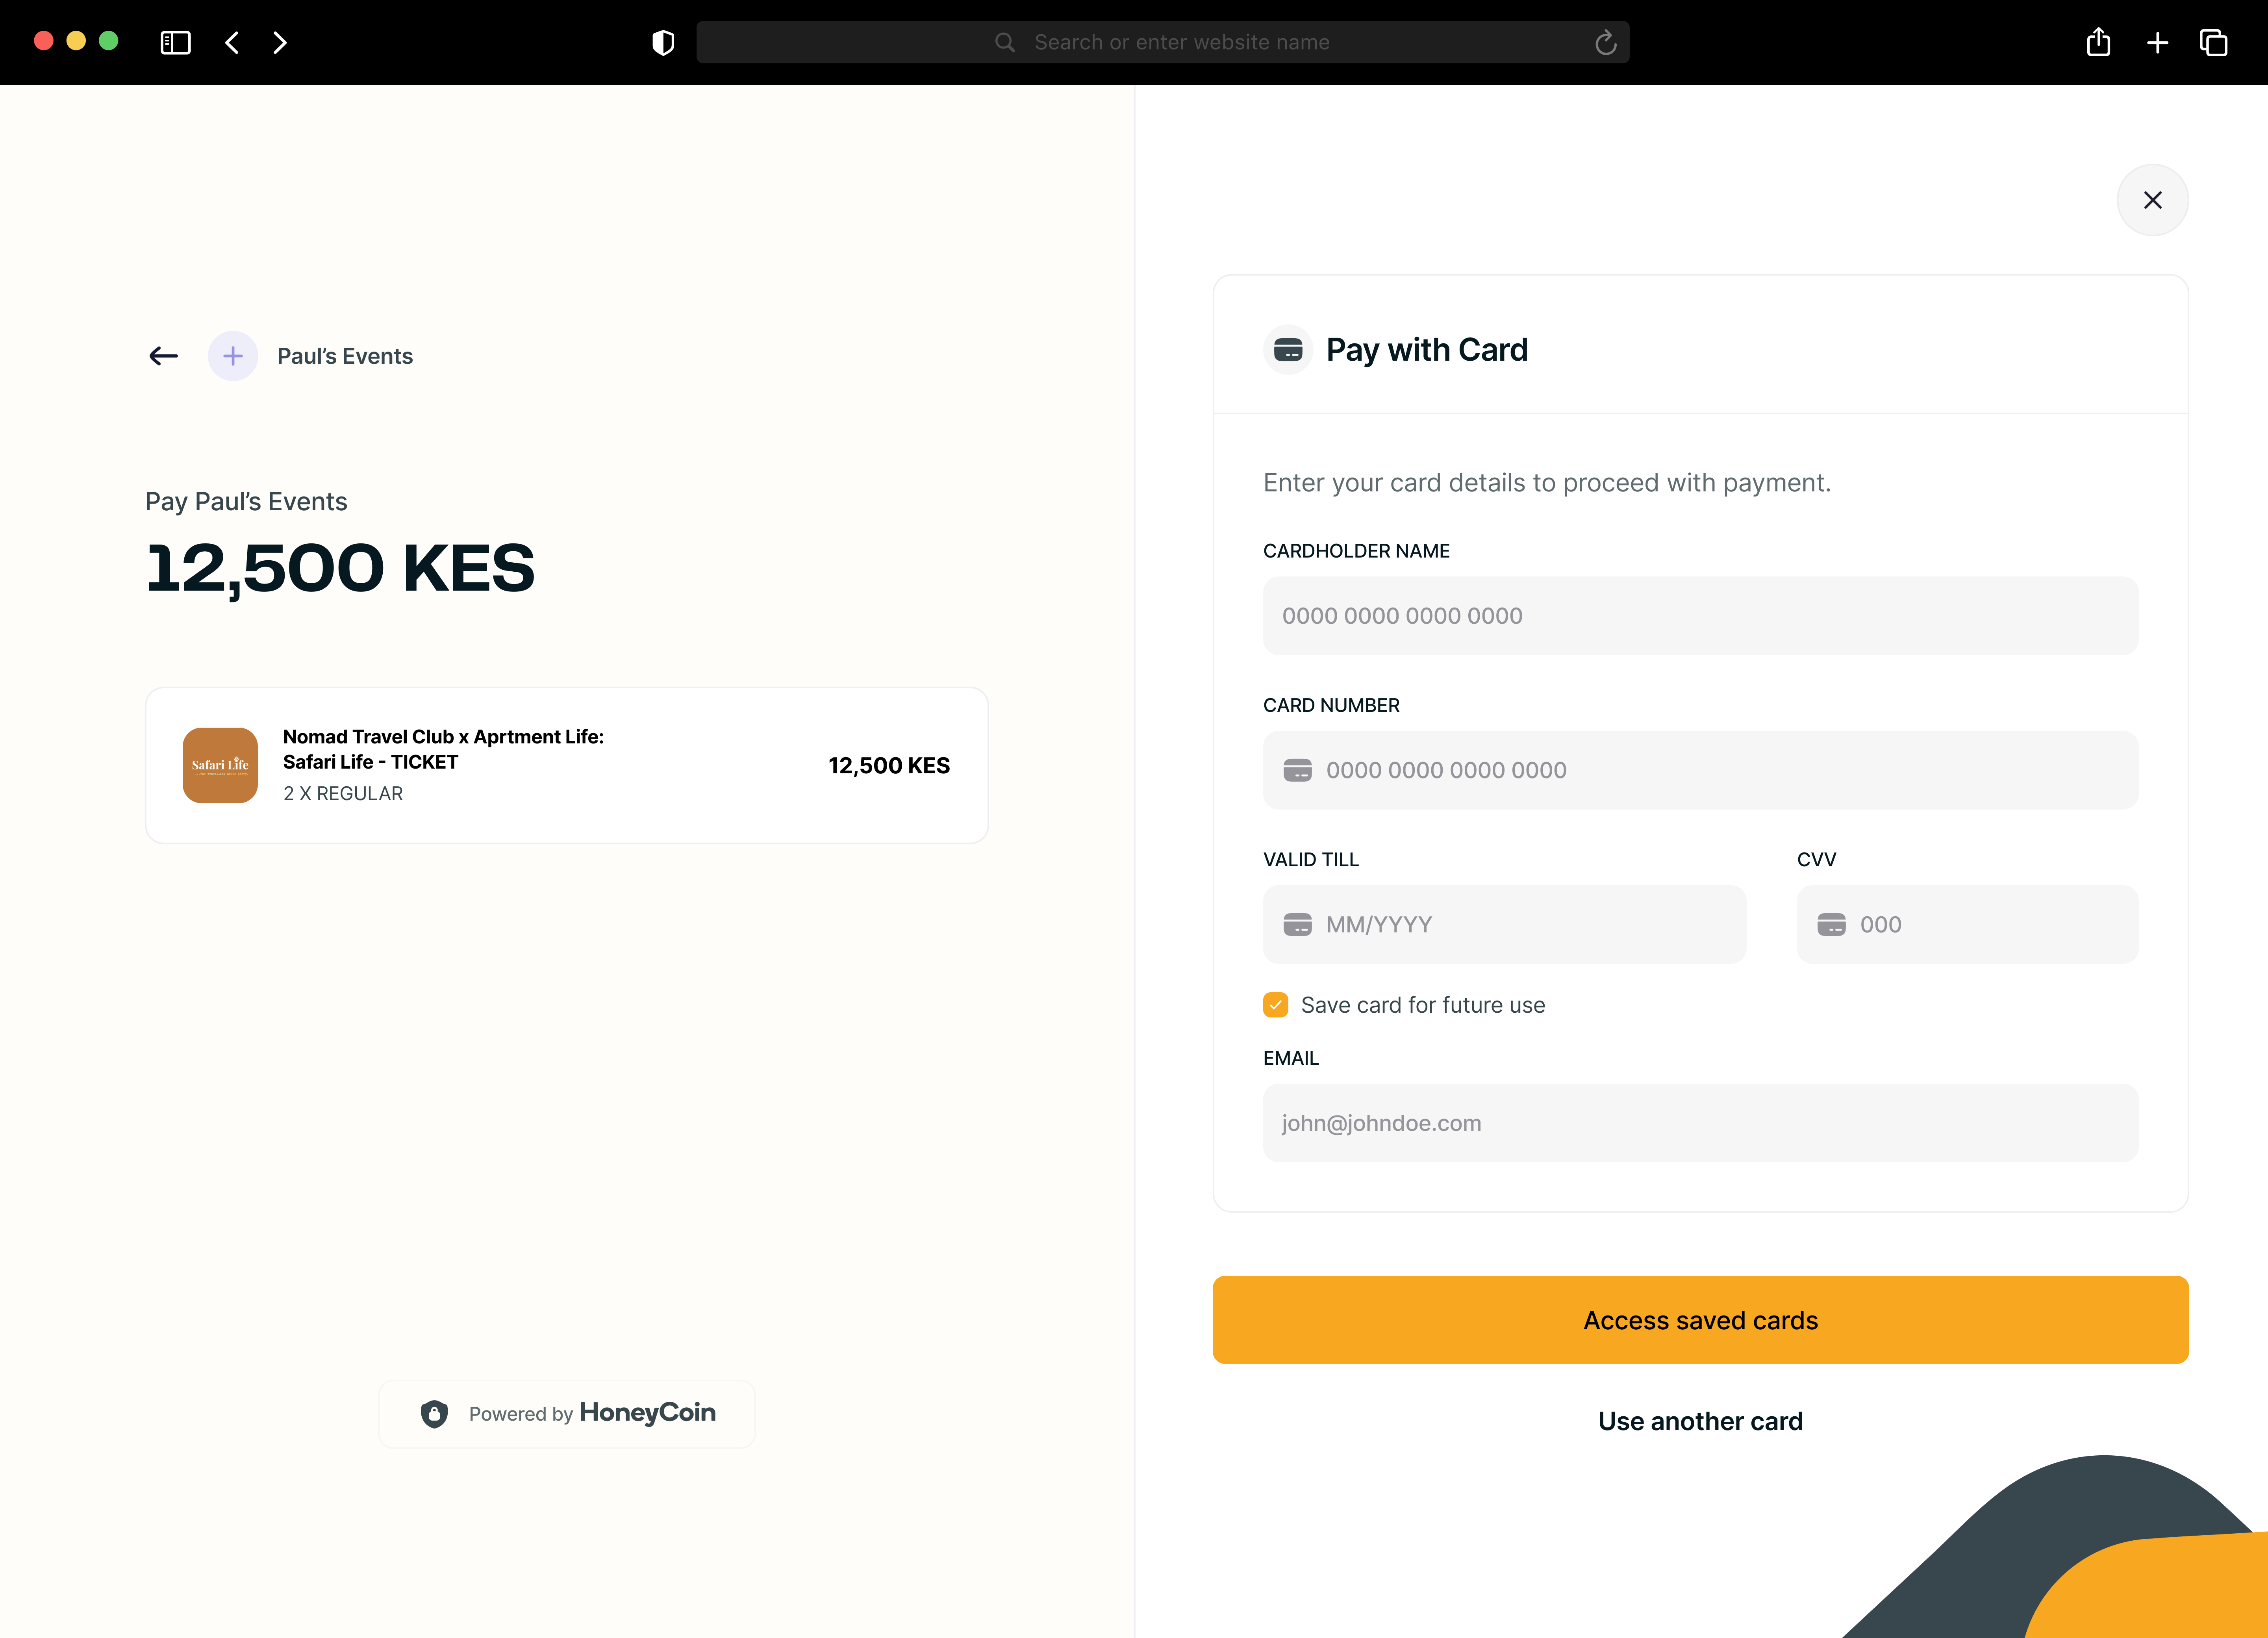 Search or enter website name
Paul’s Events
Pay Paul’s Events
12,500 KES
Safari Life
Nomad Travel Club x Aprtment Life:
Safari Life - TICKET
2 X REGULAR
12,500 KES
Powered by HoneyCoin
Pay with Card
Enter your card details to proceed with payment.
CARDHOLDER NAME
0000 0000 0000 0000
CARD NUMBER
0000 0000 0000 0000
VALID TILL
CVV
MM/YYYY
000
Save card for future use
EMAIL
john@johndoe.com
Access saved cards
Use another card